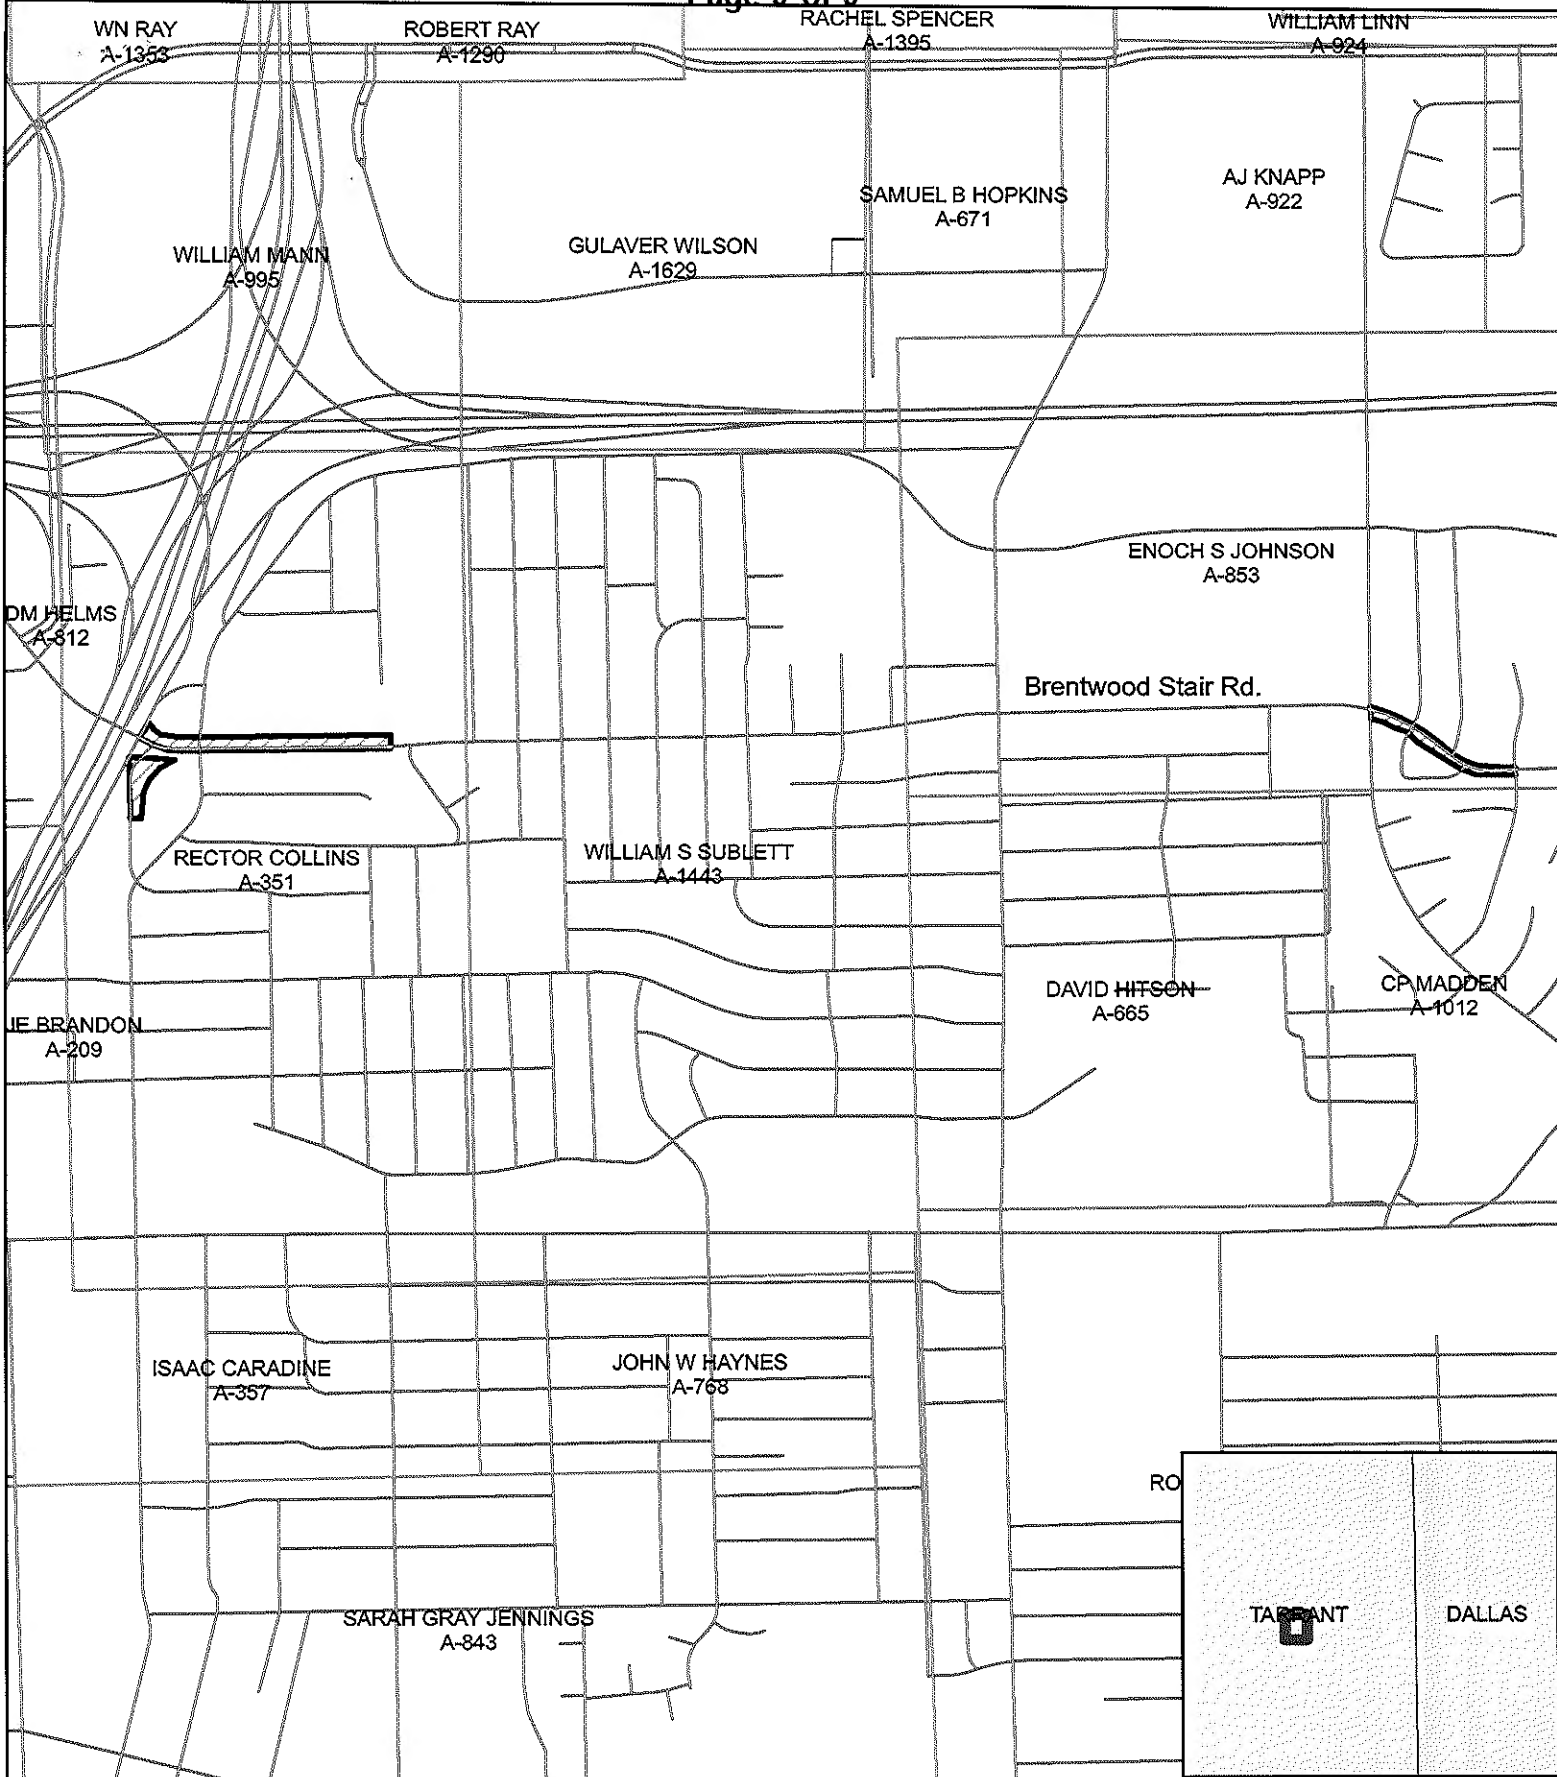 WN RAY
A-1353
ROBERT RAY
A-1290
RACHEL SPENCER
A-1395
WILLIAM LINN
A-924
AJ KNAPP
A-922
SAMUEL B HOPKINS
A-671
GULAVER WILSON
A-1629
WILLIAM MANN
A-995
ENOCH S JOHNSON
A-853
DM HELMS
A-812
Brentwood Stair Rd.
RECTOR COLLINS
A-351
WILLIAM S SUBLETT
A-1443
DAVID HITSON
A-665
CP MADDEN
A-1012
IE BRANDON
A-209
ISAAC CARADINE
A-357
JOHN W HAYNES
A-768
RO
SARAH GRAY JENNINGS
A-843
TARRANT
DALLAS